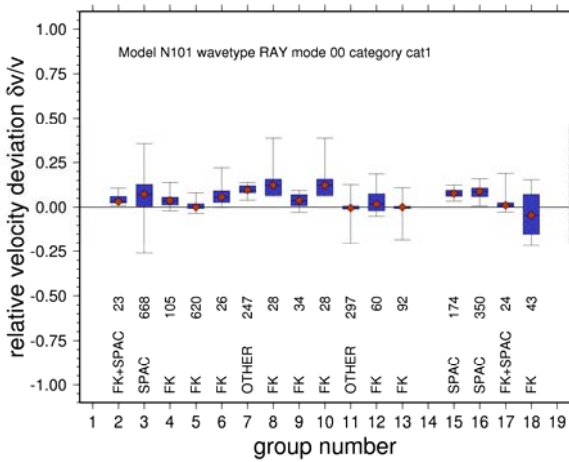 Model N101 wavetype RAY mode 00 category cat1
relative velocity deviation δv/v
1.00
0.75
0.50
0.25
0.00
-0.25
-0.50
-0.75
-1.00
23 668 105 620 26 247 28 34 28 297 60 92 174 350 24 43
FK+SPAC SPAC FK FK FK OTHER FK FK FK OTHER FK FK SPAC SPAC FK+SPAC FK
1 2 3 4 5 6 7 8 9 10 11 12 13 14 15 16 17 18 19
group number